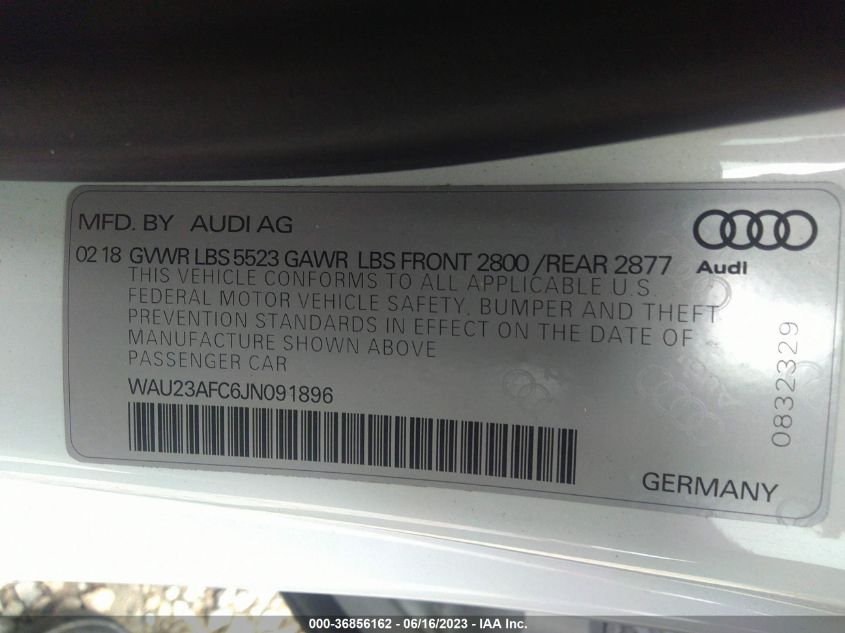 MFD. BY AUDI AG
02 18 GVWR LBS 5523 GAWR LBS FRONT 2800 /REAR 2877
Audi
THIS VEHICLE CONFORMS TO ALL APPLICABLE U.S
FEDERAL MOTOR VEHICLE SAFETY, BUMPER AND THEFT
PREVENTION STANDARDS IN EFFECT ON THE DATE OF
MANUFACTURE SHOWN ABOVE
PASSENGER CAR
WAU23AFC6JN091896
0832329
GERMANY
000-36856162 - 06/16/2023 - IAA Inc.